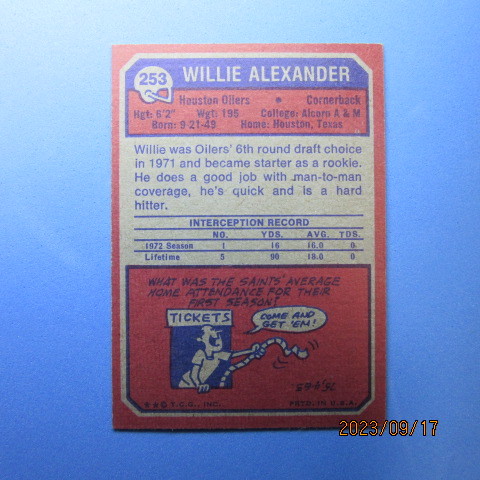 253 WILLIE ALEXANDER
Houston Oilers • Cornerback
Hgt: 6'2" Wgt: 195 College: Alcorn A & M
Born: 9-21-49 Home: Houston, Texas
Willie was Oilers' 6th round draft choice
in 1971 and became starter as a rookie.
He does a good job with man-to-man
coverage, he's quick and is a hard
hitter.
INTERCEPTION RECORD
NO. YDS. AVG. TDS.
1972 Season 1 16 16.0 0
Lifetime 5 90 18.0 0
WHAT WAS THE SAINTS' AVERAGE
HOME ATTENDANCE FOR THEIR
FIRST SEASON?
TICKETS
COME AND
GET 'EM!
© T.C.G., INC. PRTD. IN U.S.A.
2023/09/17